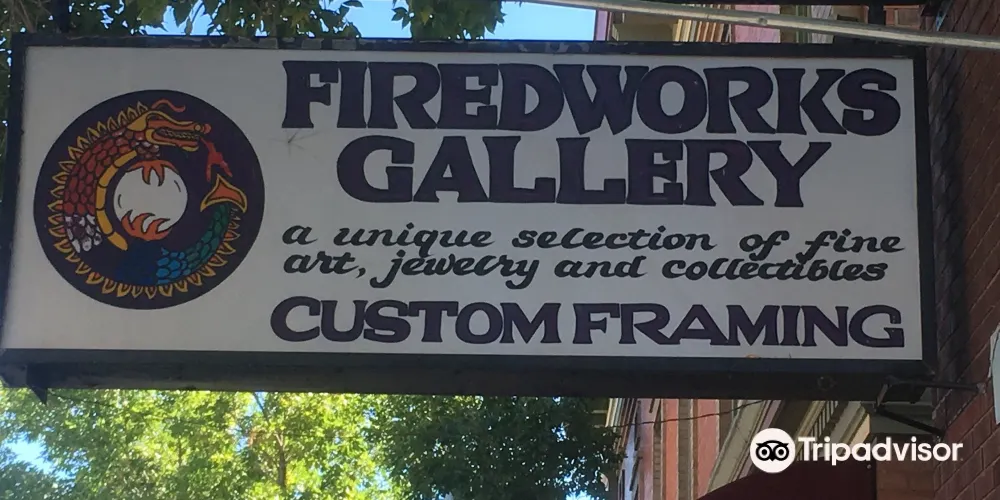 FIREDWORKS
GALLERY
a unique selection of fine
art, jewelry and collectibles
CUSTOM FRAMING
Tripadvisor